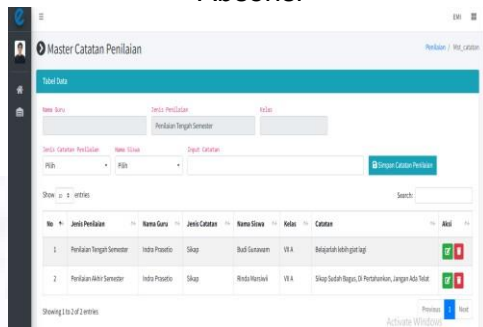 EMI
Master Catatan Penilaian
Penilaian / Mst_catatan
Tabel Data
Nama Guru Jenis Penilaian Kelas
Penilaian Tengah Semester
Jenis Catatan Penilaian Nama Siswa Input Catatan
Pilih Pilih Simpan Catatan Penilaian
Show 10 entries Search:
No Jenis Penilaian Nama Guru Jenis Catatan Nama Siswa Kelas Catatan Aksi
1 Penilaian Tengah Semester Indra Prasetio Sikap Budi Gunawam VII A Belajarlah lebih giat lagi
2 Penilaian Akhir Semester Indra Prasetio Sikap Rinda Marsiwi VII A Sikap Sudah Bagus, Di Pertahankan, Jangan Ada Telat
Showing 1 to 2 of 2 entries Previous 1 Next
Activate Windows